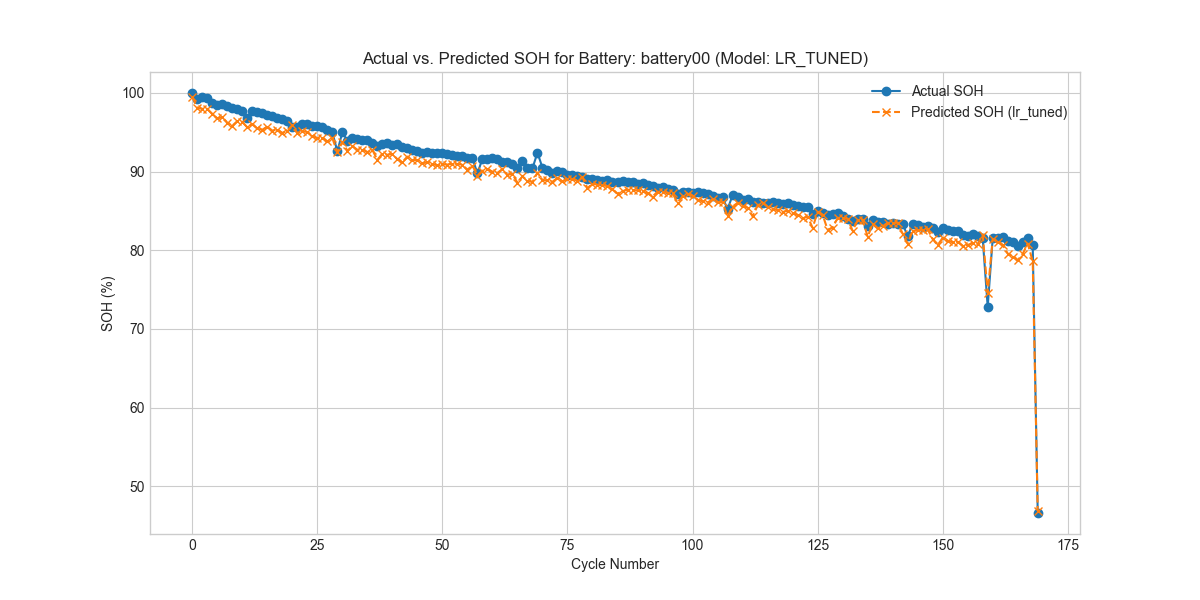 Actual vs. Predicted SOH for Battery: battery00 (Model: LR_TUNED)
Actual SOH
Predicted SOH (lr_tuned)
SOH (%)
100
90
80
70
60
50
0 25 50 75 100 125 150 175
Cycle Number